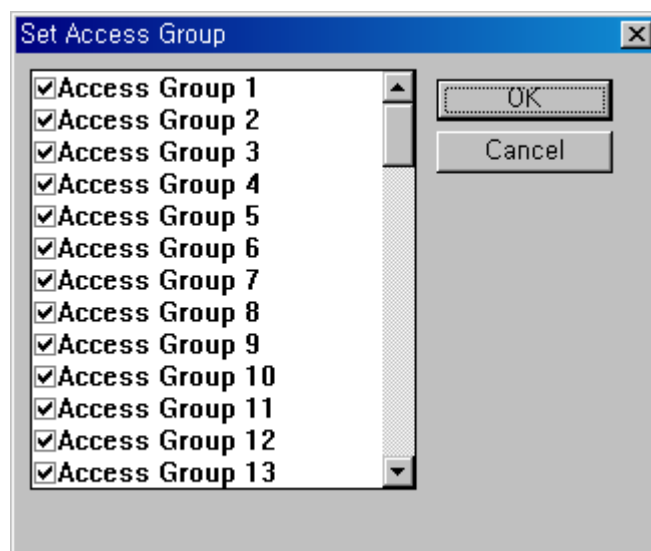 Set Access Group
Access Group 1
Access Group 2
Access Group 3
Access Group 4
Access Group 5
Access Group 6
Access Group 7
Access Group 8
Access Group 9
Access Group 10
Access Group 11
Access Group 12
Access Group 13
OK
Cancel